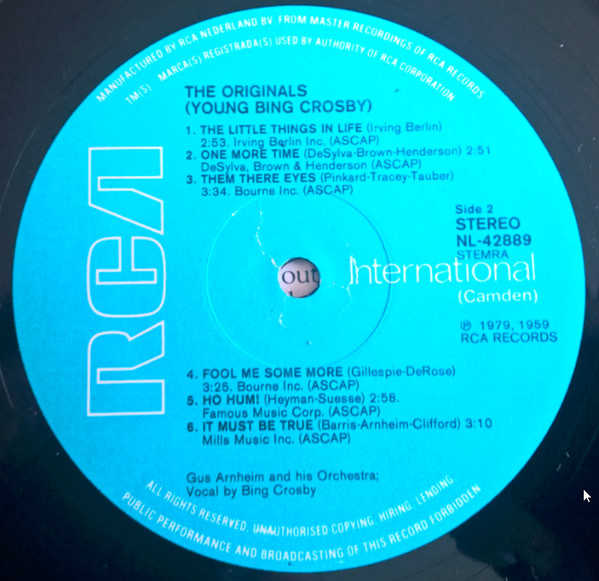 MANUFACTURED BY RCA NEDERLAND BV. FROM MASTER RECORDINGS OF RCA RECORDS
TM(S) MARCA(S) REGISTRADA(S) USED BY AUTHORITY OF RCA CORPORATION
THE ORIGINALS
(YOUNG BING CROSBY)
1. THE LITTLE THINGS IN LIFE (Irving Berlin)
2:53. Irving Berlin Inc. (ASCAP)
2. ONE MORE TIME (DeSylva-Brown-Henderson) 2:51
DeSylva, Brown & Henderson (ASCAP)
3. THEM THERE EYES (Pinkard-Tracey-Tauber)
3:34. Bourne Inc. (ASCAP)
RCA
Side 2
STEREO
NL-42889
STEMRA
out
International
(Camden)
℗ 1979, 1959
RCA RECORDS
4. FOOL ME SOME MORE (Gillespie-DeRose)
3:25. Bourne Inc. (ASCAP)
5. HO HUM! (Heyman-Suesse) 2:58.
Famous Music Corp. (ASCAP)
6. IT MUST BE TRUE (Barris-Arnheim-Clifford) 3:10
Mills Music Inc. (ASCAP)
Gus Arnheim and his Orchestra;
Vocal by Bing Crosby
ALL RIGHTS RESERVED. UNAUTHORISED COPYING. HIRING. LENDING
PUBLIC PERFORMANCE AND BROADCASTING OF THIS RECORD FORBIDDEN